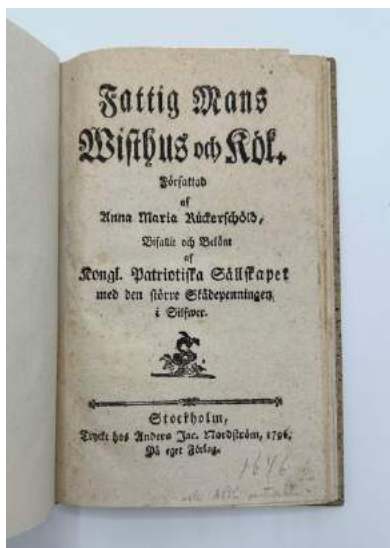 Fattig Mans
Wisthus och Kök.
Författad
af
Anna Maria Rückerschöld,
Bifallit och Belönt
af
Kongl. Patriotiska Sällskapet
med den större Skådepenningen
i Silfwer.
Stockholm,
Tryckt hos Anders Jac. Nordström, 1796.
På eget Förlag.
1646